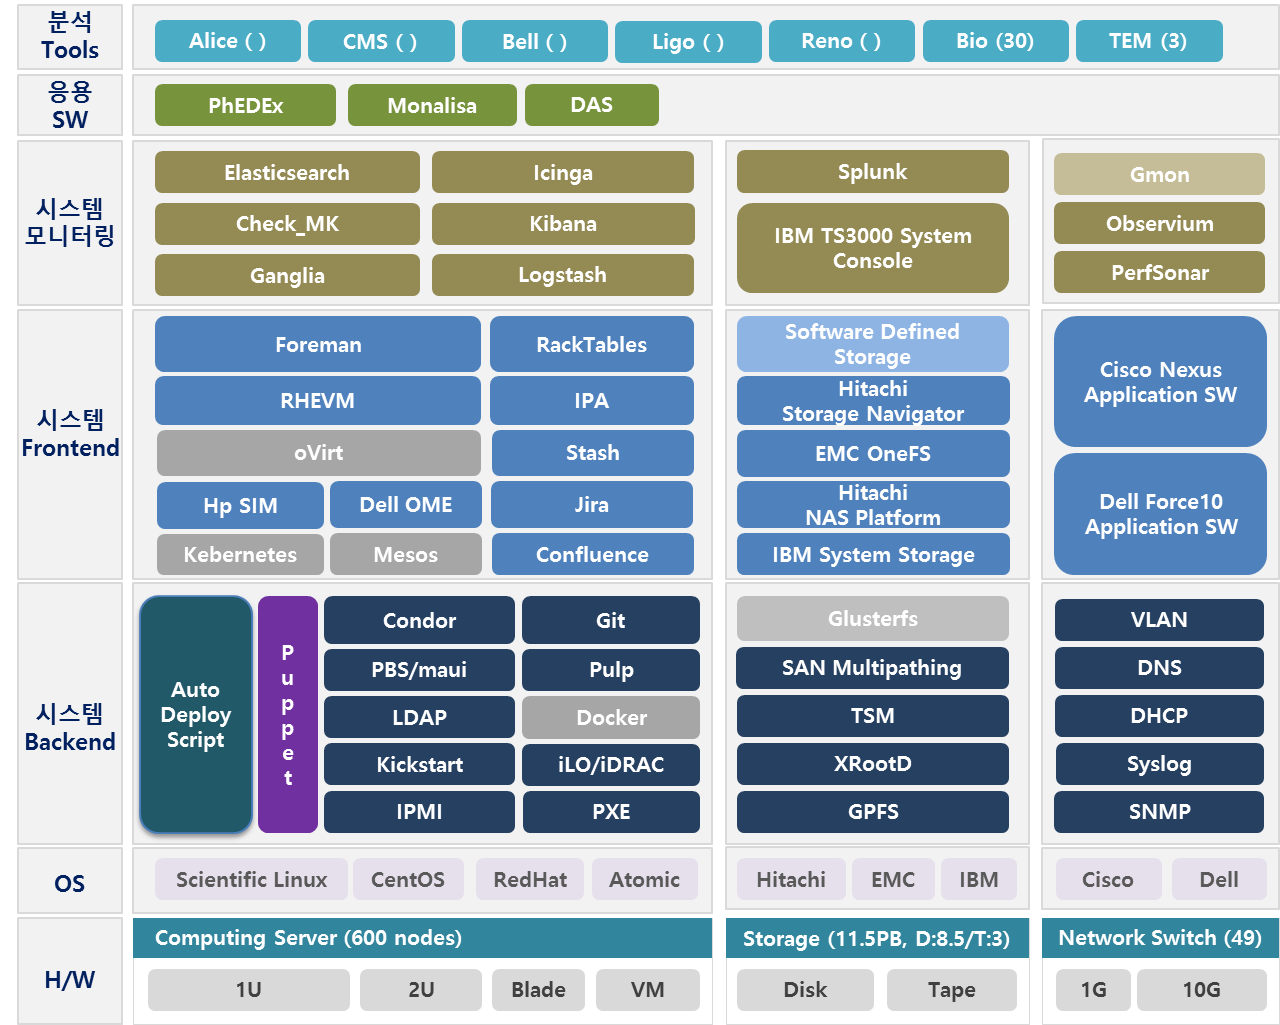 분석
Tools
Alice ( )
CMS ( )
Bell ( )
Ligo ( )
Reno ( )
Bio (30)
TEM (3)
응용
SW
PhEDEx
Monalisa
DAS
시스템
모니터링
Elasticsearch
Icinga
Check_MK
Kibana
Ganglia
Logstash
Splunk
IBM TS3000 System
Console
Gmon
Observium
PerfSonar
시스템
Frontend
Foreman
RackTables
RHEVM
IPA
oVirt
Stash
Hp SIM
Dell OME
Jira
Kebernetes
Mesos
Confluence
Software Defined
Storage
Hitachi
Storage Navigator
EMC OneFS
Hitachi
NAS Platform
IBM System Storage
Cisco Nexus
Application SW
Dell Force10
Application SW
시스템
Backend
Auto
Deploy
Script
P
u
p
p
e
t
Condor
Git
PBS/maui
Pulp
LDAP
Docker
Kickstart
iLO/iDRAC
IPMI
PXE
Glusterfs
SAN Multipathing
TSM
XRootD
GPFS
VLAN
DNS
DHCP
Syslog
SNMP
OS
Scientific Linux
CentOS
RedHat
Atomic
Hitachi
EMC
IBM
Cisco
Dell
H/W
Computing Server (600 nodes)
1U
2U
Blade
VM
Storage (11.5PB, D:8.5/T:3)
Disk
Tape
Network Switch (49)
1G
10G